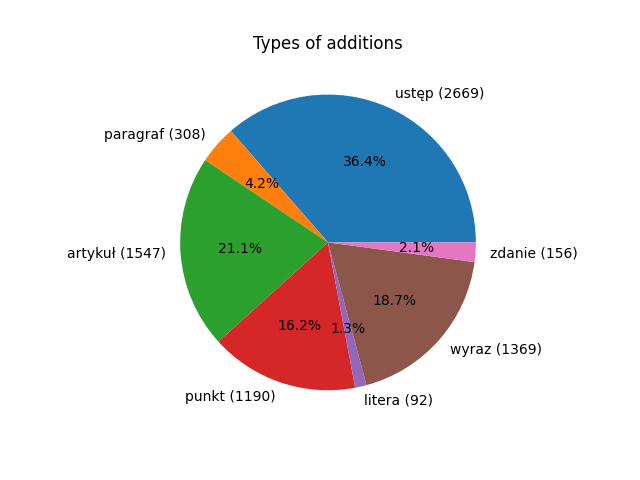 Types of additions
ustęp (2669)
36.4%
paragraf (308)
4.2%
artykuł (1547)
21.1%
punkt (1190)
16.2%
litera (92)
1.3%
wyraz (1369)
18.7%
zdanie (156)
2.1%